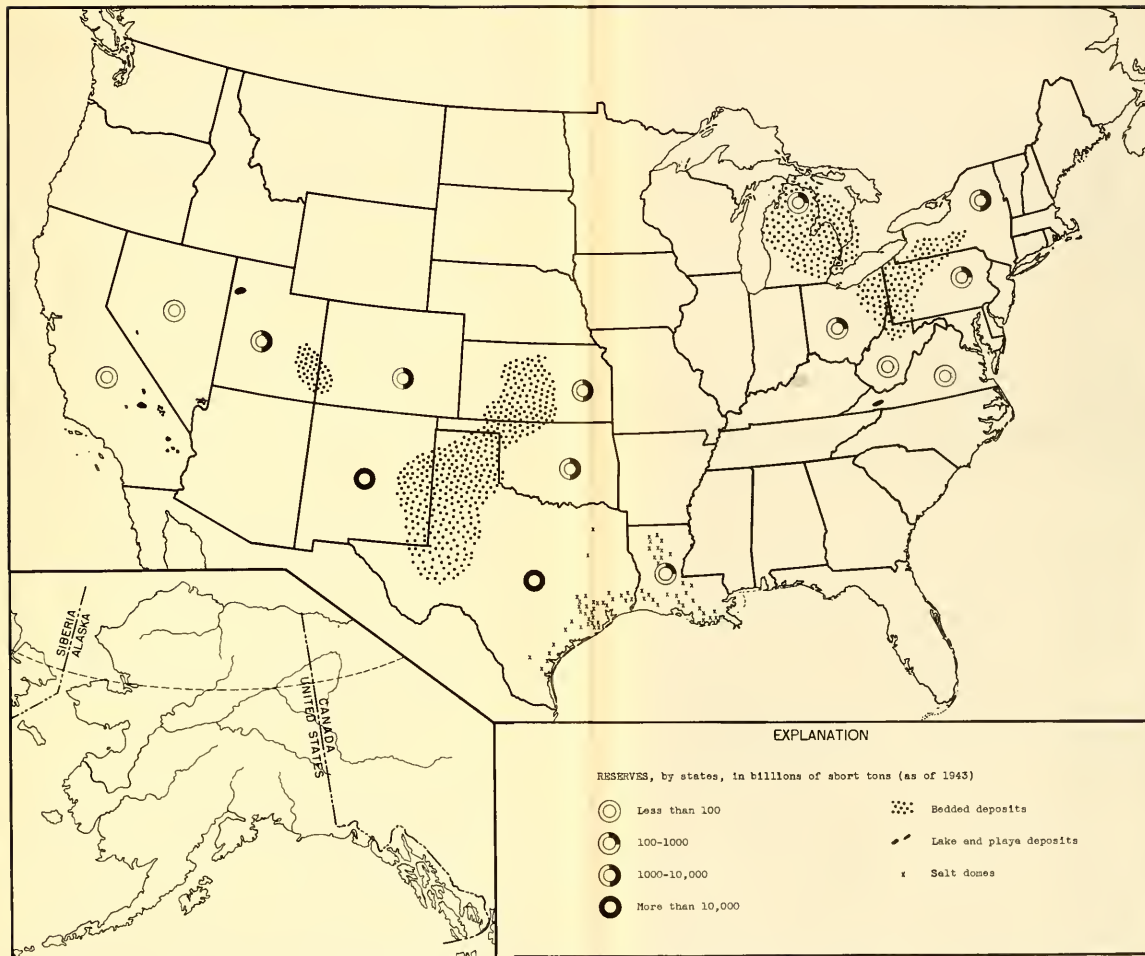 SIBERIA
ALASKA
CANADA
UNITED STATES
EXPLANATION
RESERVES, by states, in billions of short tons (as of 1943)
Less than 100
100-1000
1000-10,000
More than 10,000
Bedded deposits
Lake and playa deposits
Salt domes